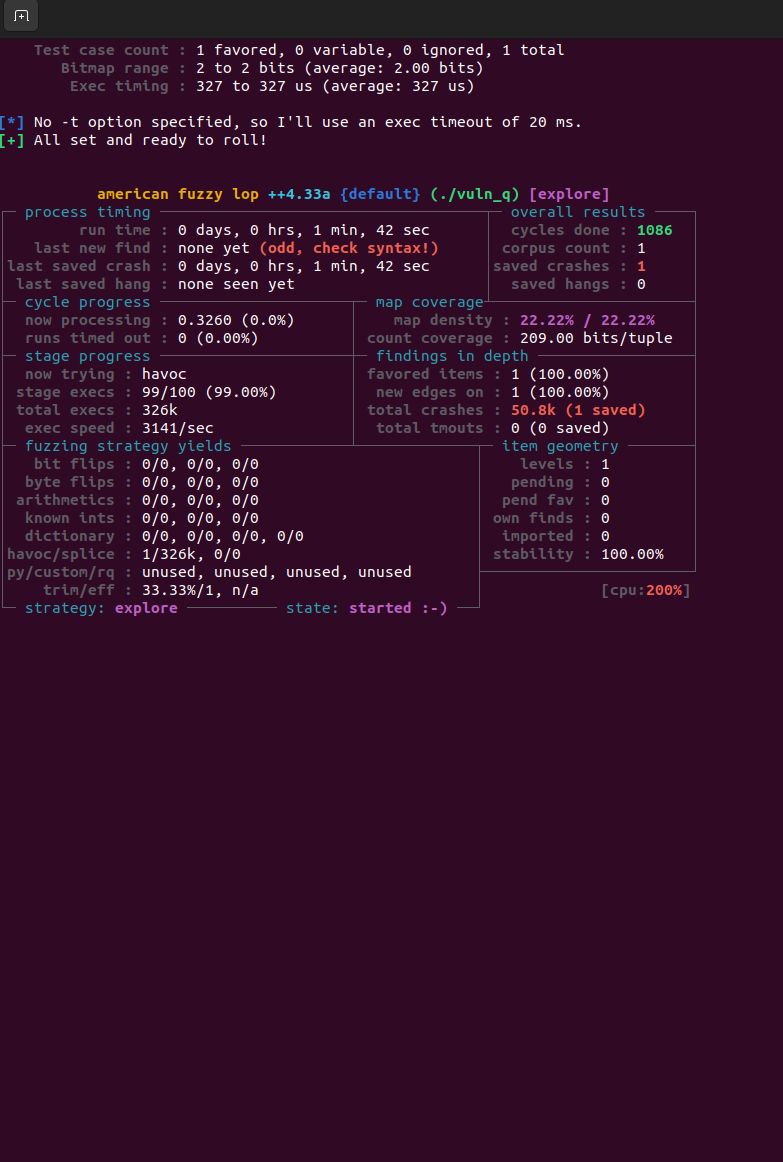 Test case count : 1 favored, 0 variable, 0 ignored, 1 total
Bitmap range : 2 to 2 bits (average: 2.00 bits)
Exec timing : 327 to 327 us (average: 327 us)
[*] No -t option specified, so I'll use an exec timeout of 20 ms.
[+] All set and ready to roll!
american fuzzy lop ++4.33a {default} (./vuln_q) [explore]
process timing overall results
run time : 0 days, 0 hrs, 1 min, 42 sec cycles done : 1086
last new find : none yet (odd, check syntax!) corpus count : 1
last saved crash : 0 days, 0 hrs, 1 min, 42 sec saved crashes : 1
last saved hang : none seen yet saved hangs : 0
cycle progress map coverage
now processing : 0.3260 (0.0%) map density : 22.22% / 22.22%
runs timed out : 0 (0.00%) count coverage : 209.00 bits/tuple
stage progress findings in depth
now trying : havoc favored items : 1 (100.00%)
stage execs : 99/100 (99.00%) new edges on : 1 (100.00%)
total execs : 326k total crashes : 50.8k (1 saved)
exec speed : 3141/sec total tmouts : 0 (0 saved)
fuzzing strategy yields item geometry
bit flips : 0/0, 0/0, 0/0 levels : 1
byte flips : 0/0, 0/0, 0/0 pending : 0
arithmetics : 0/0, 0/0, 0/0 pend fav : 0
known ints : 0/0, 0/0, 0/0 own finds : 0
dictionary : 0/0, 0/0, 0/0, 0/0 imported : 0
havoc/splice : 1/326k, 0/0 stability : 100.00%
py/custom/rq : unused, unused, unused, unused
trim/eff : 33.33%/1, n/a [cpu:200%]
strategy: explore state: started :-)